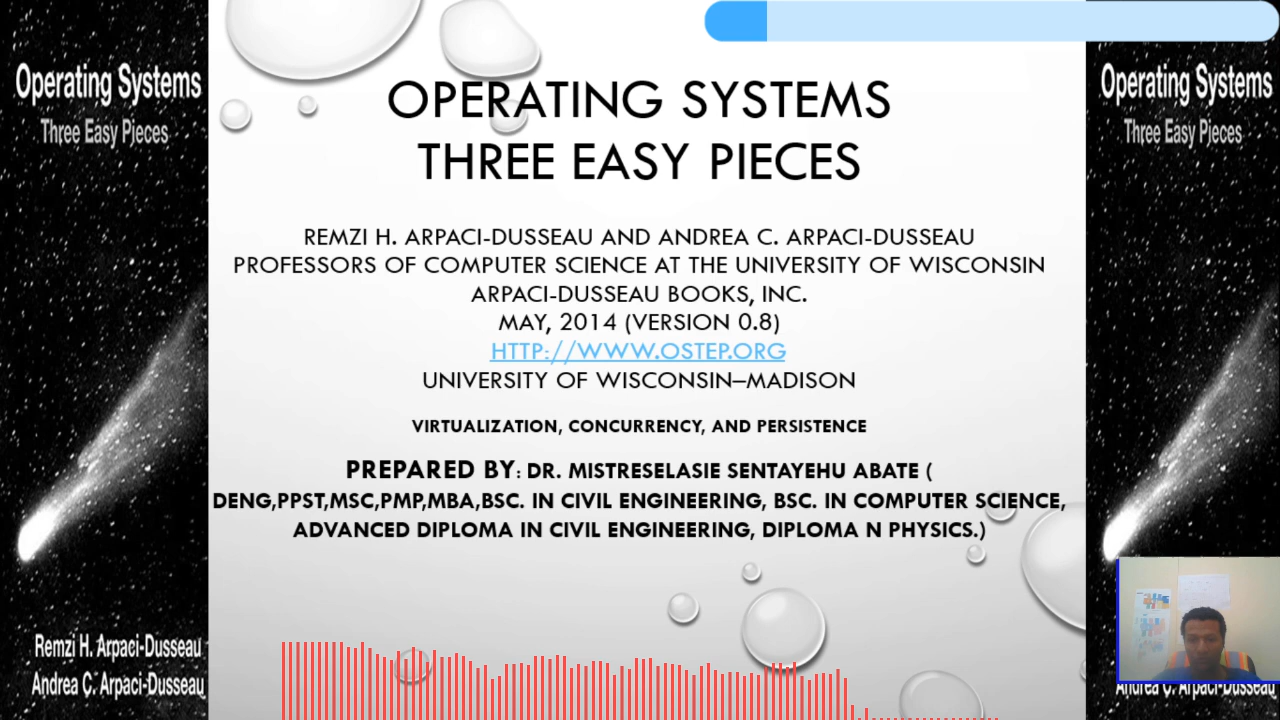 Operating Systems
Three Easy Pieces
Remzi H. Arpaci-Dusseau
Andrea C. Arpaci-Dusseau
OPERATING SYSTEMS
THREE EASY PIECES
REMZI H. ARPACI-DUSSEAU AND ANDREA C. ARPACI-DUSSEAU
PROFESSORS OF COMPUTER SCIENCE AT THE UNIVERSITY OF WISCONSIN
ARPACI-DUSSEAU BOOKS, INC.
MAY, 2014 (VERSION 0.8)
HTTP://WWW.OSTEP.ORG
UNIVERSITY OF WISCONSIN–MADISON
VIRTUALIZATION, CONCURRENCY, AND PERSISTENCE
PREPARED BY: DR. MISTRESELASIE SENTAYEHU ABATE (
DENG,PPST,MSC,PMP,MBA,BSC. IN CIVIL ENGINEERING, BSC. IN COMPUTER SCIENCE,
ADVANCED DIPLOMA IN CIVIL ENGINEERING, DIPLOMA N PHYSICS.)
Operating Systems
Three Easy Pieces
Andrea C. Arpaci-Dusseau